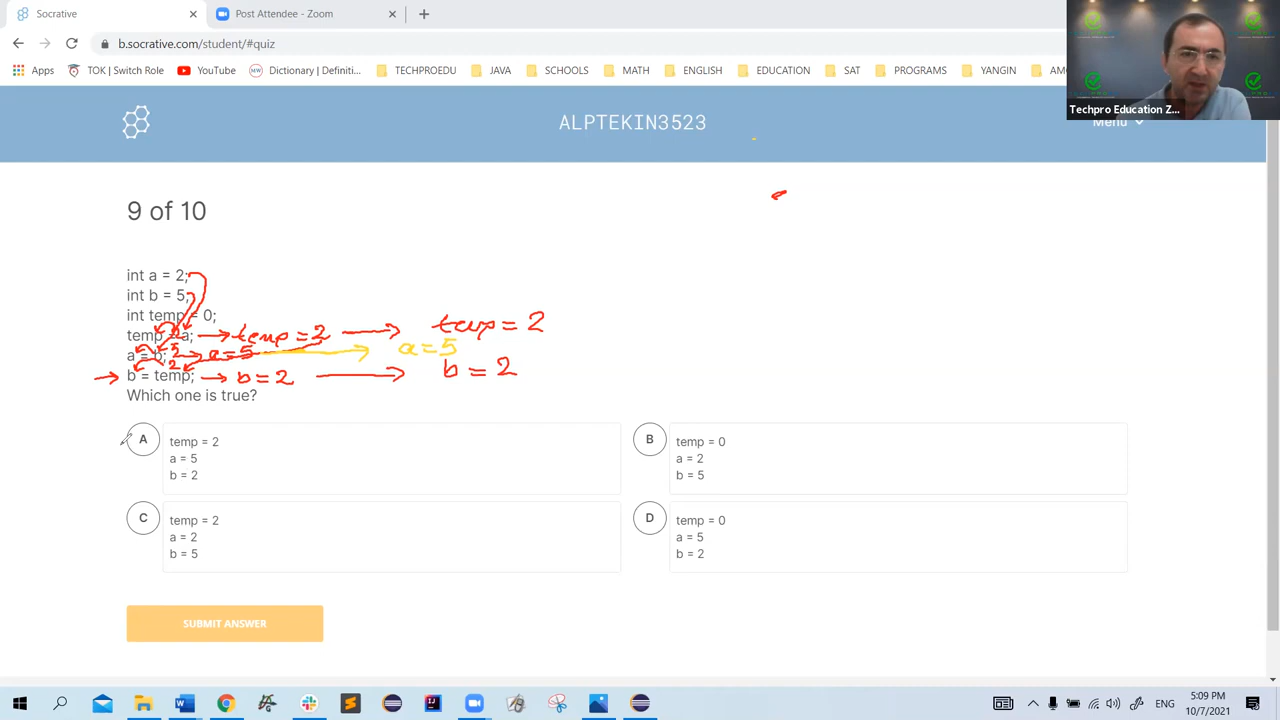 Socrative
Post Attendee - Zoom
b.socrative.com/student/#quiz
Apps TOK | Switch Role YouTube Dictionary | Definiti... TECHPROEDU JAVA SCHOOLS MATH ENGLISH EDUCATION SAT PROGRAMS YANGIN
Techpro Education Z...
ALPTEKIN3523
Menu
9 of 10
int a = 2;
int b = 5;
int temp = 0;
temp = a; temp = 2 temp = 2
a = b; a = 5 a = 5
b = temp; b = 2 b = 2
Which one is true?
A
temp = 2
a = 5
b = 2
B
temp = 0
a = 2
b = 5
C
temp = 2
a = 2
b = 5
D
temp = 0
a = 5
b = 2
SUBMIT ANSWER
5:09 PM
ENG
10/7/2021